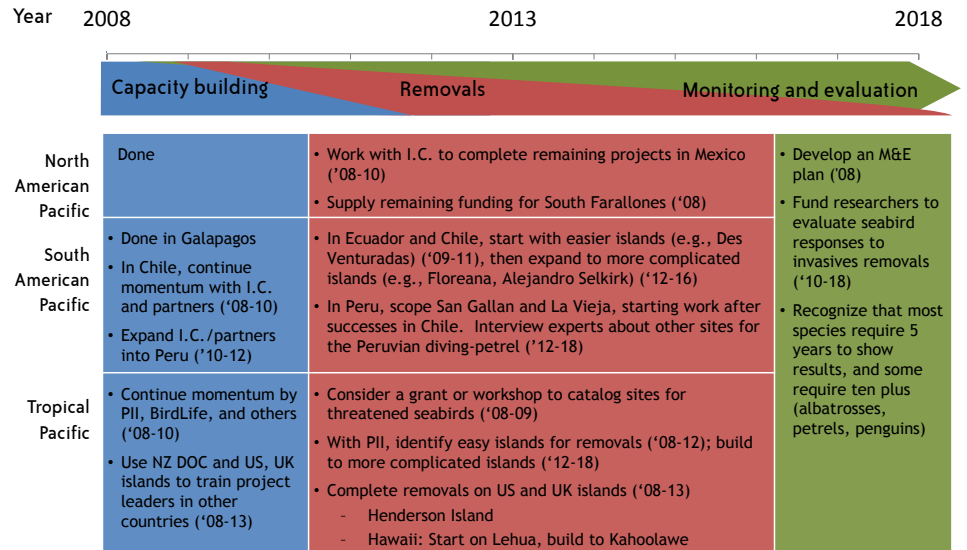 Year 2008 2013 2018
Capacity building Removals Monitoring and evaluation
North
American
Pacific
Done
• Work with I.C. to complete remaining projects in Mexico
(’08-10)
• Supply remaining funding for South Farallones (‘08)
South
American
Pacific
• Done in Galapagos
• In Chile, continue
momentum with I.C.
and partners (’08-10)
• Expand I.C./partners
into Peru (’10-12)
• In Ecuador and Chile, start with easier islands (e.g., Des
Venturadas) (‘09-11), then expand to more complicated
islands (e.g., Floreana, Alejandro Selkirk) (‘12-16)
• In Peru, scope San Gallan and La Vieja, starting work after
successes in Chile. Interview experts about other sites for
the Peruvian diving-petrel (’12-18)
Tropical
Pacific
• Continue momentum by
PII, BirdLife, and others
(‘08-10)
• Use NZ DOC and US, UK
islands to train project
leaders in other
countries (‘08-13)
• Consider a grant or workshop to catalog sites for
threatened seabirds (‘08-09)
• With PII, identify easy islands for removals (‘08-12); build
to more complicated islands (‘12-18)
• Complete removals on US and UK islands (‘08-13)
- Henderson Island
- Hawaii: Start on Lehua, build to Kahoolawe
• Develop an M&E
plan ('08)
• Fund researchers to
evaluate seabird
responses to
invasives removals
(‘10-18)
• Recognize that most
species require 5
years to show
results, and some
require ten plus
(albatrosses,
petrels, penguins)